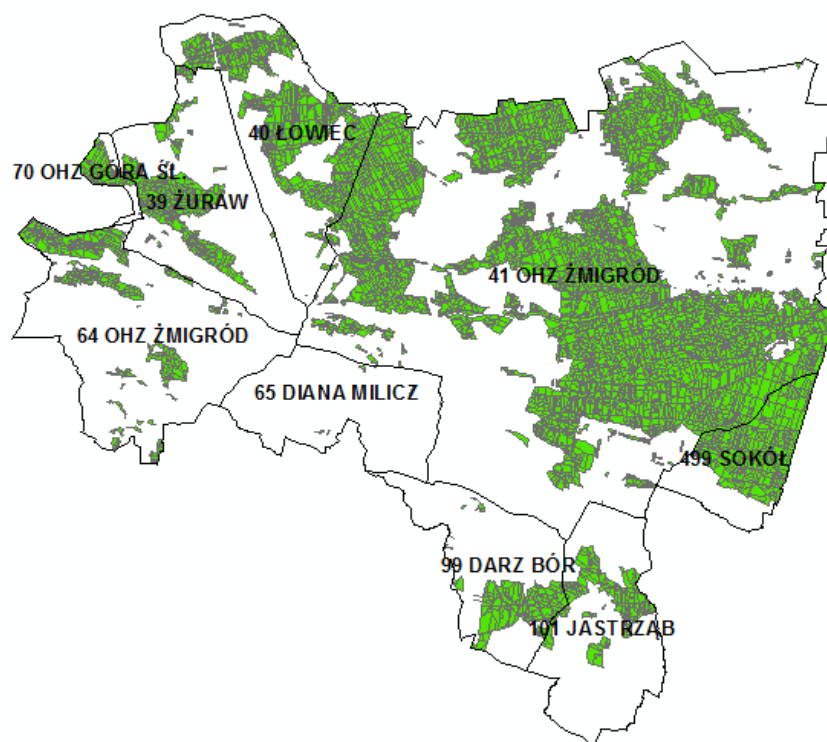 40 ŁOWIEC
70 OHZ GÓRA ŚL.
39 ŻURAW
41 OHZ ŻMIGRÓD
64 OHZ ŻMIGRÓD
65 DIANA MILICZ
499 SOKÓŁ
99 DARZ BÓR
101 JASTRZĄB